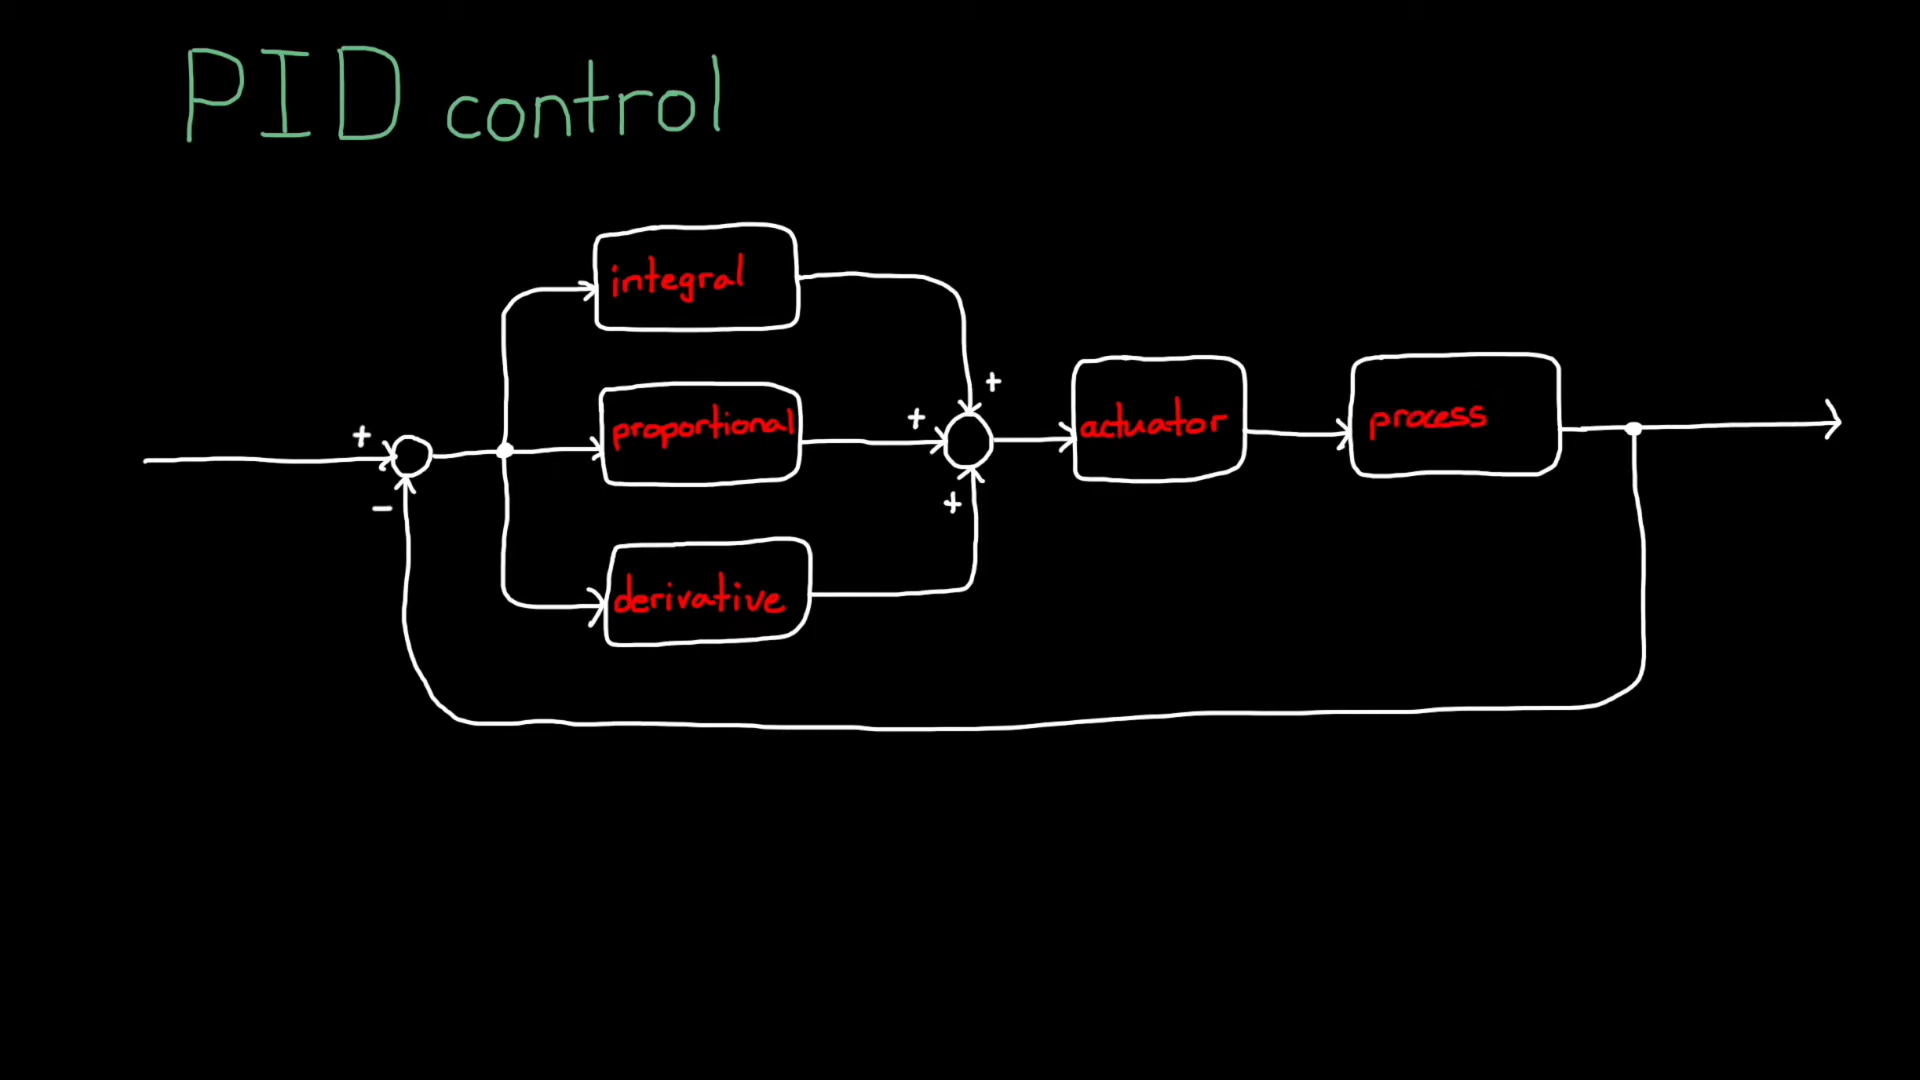 PID control
integral
+
+
proportional
+
-
+
derivative
actuator
process